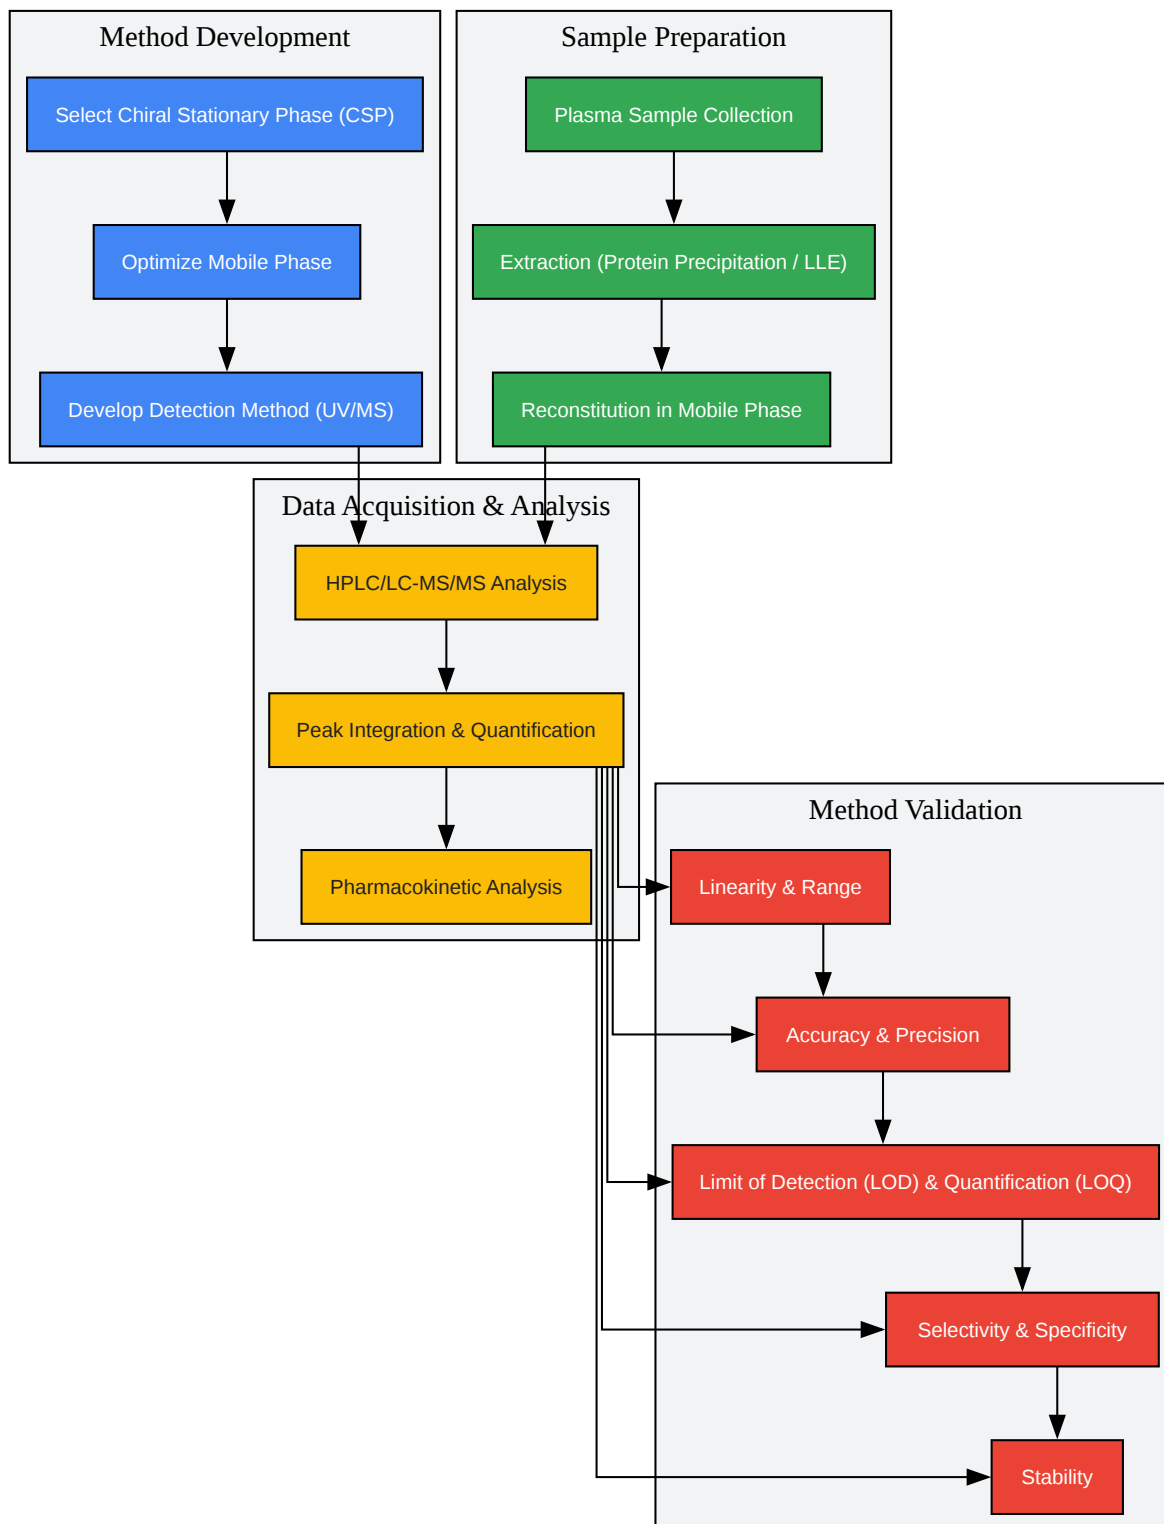 Method Development
Select Chiral Stationary Phase (CSP)
Optimize Mobile Phase
Develop Detection Method (UV/MS)
Sample Preparation
Plasma Sample Collection
Extraction (Protein Precipitation / LLE)
Reconstitution in Mobile Phase
Data Acquisition & Analysis
HPLC/LC-MS/MS Analysis
Peak Integration & Quantification
Pharmacokinetic Analysis
Method Validation
Linearity & Range
Accuracy & Precision
Limit of Detection (LOD) & Quantification (LOQ)
Selectivity & Specificity
Stability